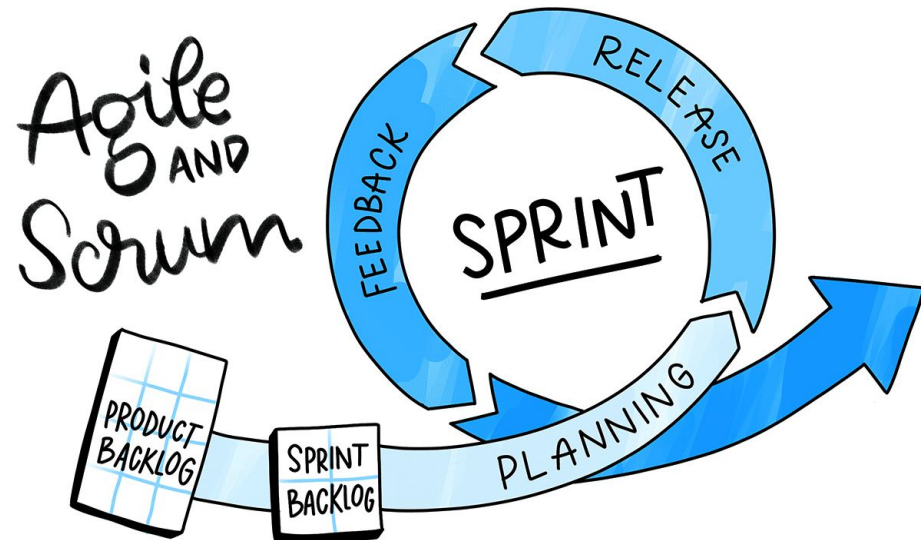 Agile
AND
Scrum
FEEDBACK
RELEASE
SPRINT
PRODUCT
BACKLOG
SPRINT
BACKLOG
PLANNING